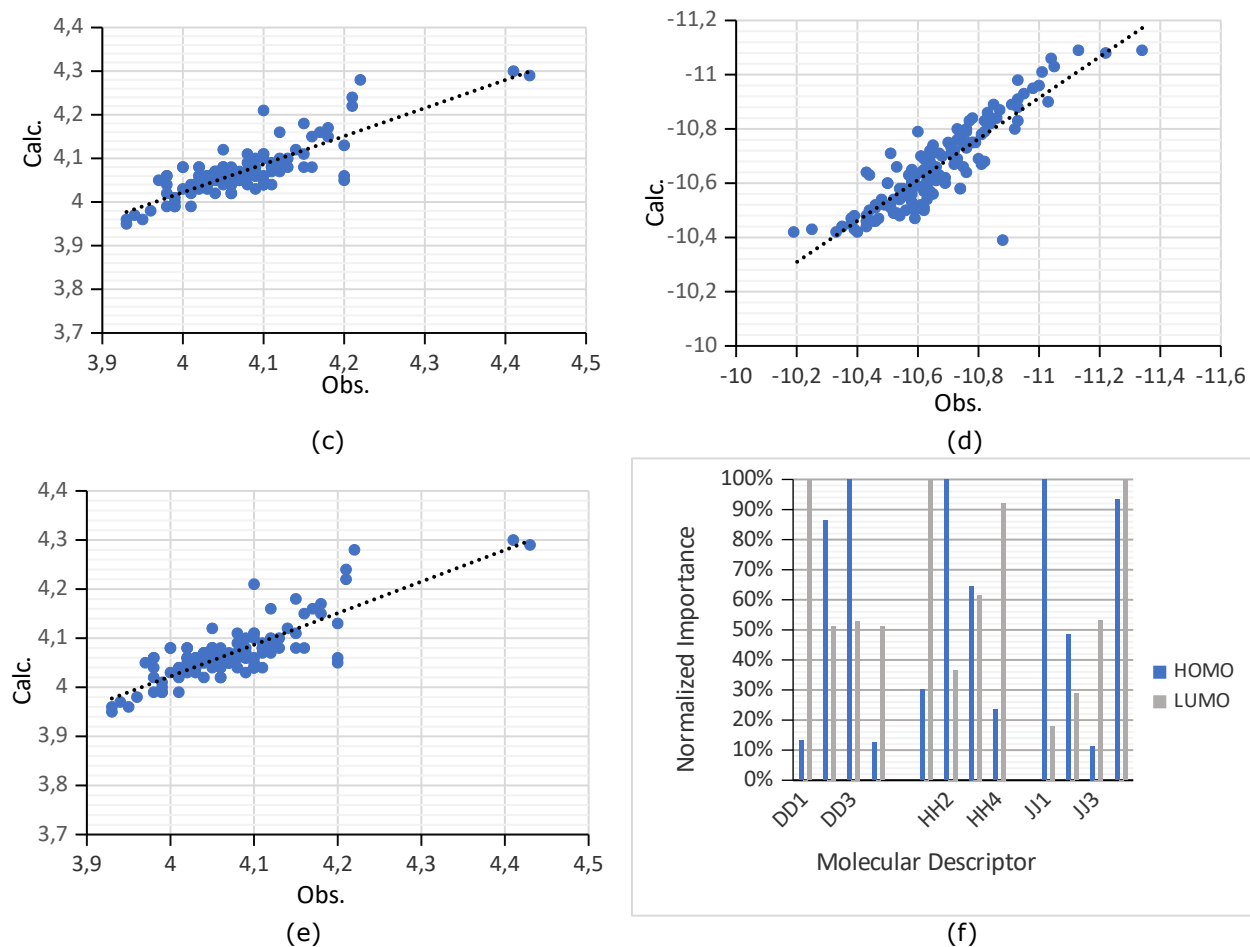 4,4
4,3
4,2
4,1
4
3,9
3,8
3,7
Calc.
3,9 4 4,1 4,2 4,3 4,4 4,5
Obs.
(c)
-11,2
-10,8
-10,6
-10,4
-10,2
-10
Calc.
-10 -10,2 -10,4 -10,6 -10,8 -11 -11,2 -11,4 -11,6
Obs.
(d)
4,4
4,3
4,2
4,1
4
3,9
3,8
3,7
Calc.
3,9 4 4,1 4,2 4,3 4,4 4,5
Obs.
(e)
100%
90%
80%
70%
60%
50%
40%
30%
20%
10%
0%
Normalized Importance
DD1 DD3 HH2 HH4 JJ1 JJ3
Molecular Descriptor
HOMO
LUMO
(f)